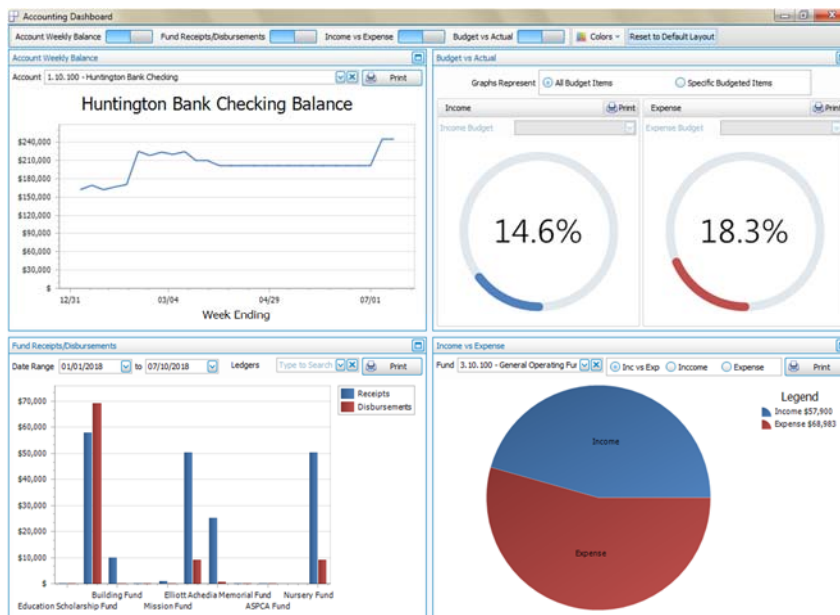 Accounting Dashboard
Account Weekly Balance Fund Receipts/Disbursements Income vs Expense Budget vs Actual Colors Reset to Default Layout
Account Weekly Balance
Account 1.10.100 - Huntington Bank Checking Print
Huntington Bank Checking Balance
$240,000
$210,000
$180,000
$150,000
$120,000
$90,000
$60,000
$30,000
$
12/31 03/04 04/29 07/01
Week Ending
Budget vs Actual
Graphs Represent All Budget Items Specific Budgeted Items
Income Print
Income Budget
14.6%
Expense Print
Expense Budget
18.3%
Fund Receipts/Disbursements
Date Range 01/01/2018 to 07/10/2018 Ledgers Type to Search Print
Receipts
Disbursements
$70,000
$60,000
$50,000
$40,000
$30,000
$20,000
$10,000
$
Building Fund Elliott Achedia Memorial Fund Nursery Fund
Education Scholarship Fund Mission Fund ASPCA Fund
Income vs Expense
Fund 3.10.100 - General Operating Fur Inc vs Exp Inccome Expense Print
Legend
Income $57,900
Expense $68,983
Income
Expense